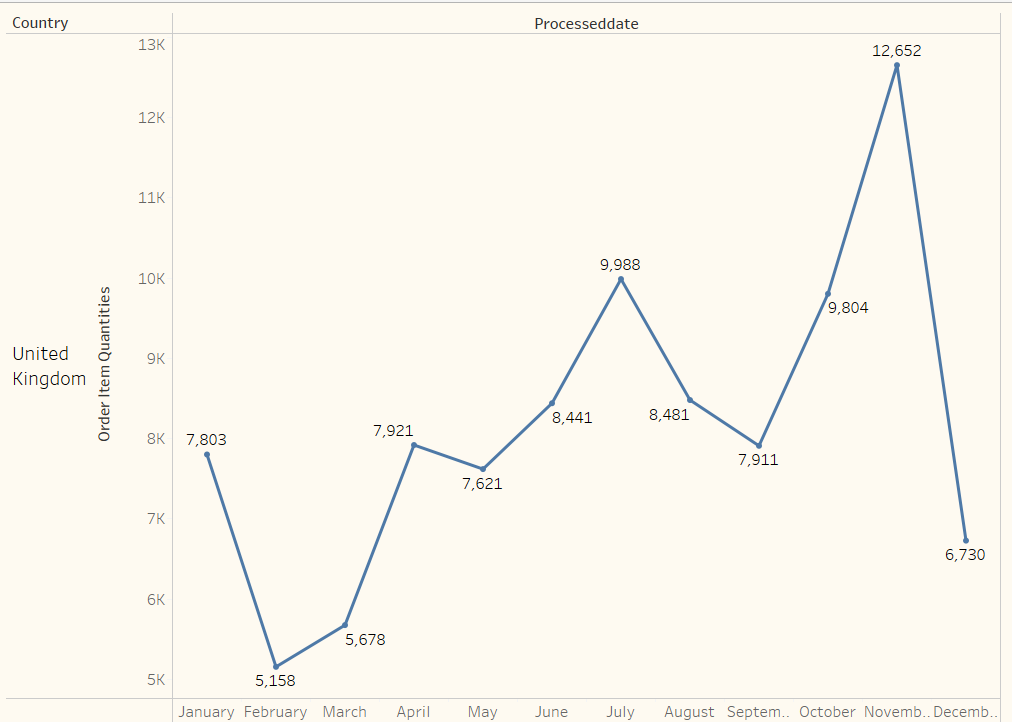 Country
Processeddate
13K
12,652
12K
11K
10K
9,988
9,804
9K
United
Kingdom
Order Item Quantities
8,441
8,481
8K
7,803
7,921
7,911
7,621
7K
6,730
6K
5,678
5K
5,158
January February March April May June July August Septem.. October Novemb.. Decemb..